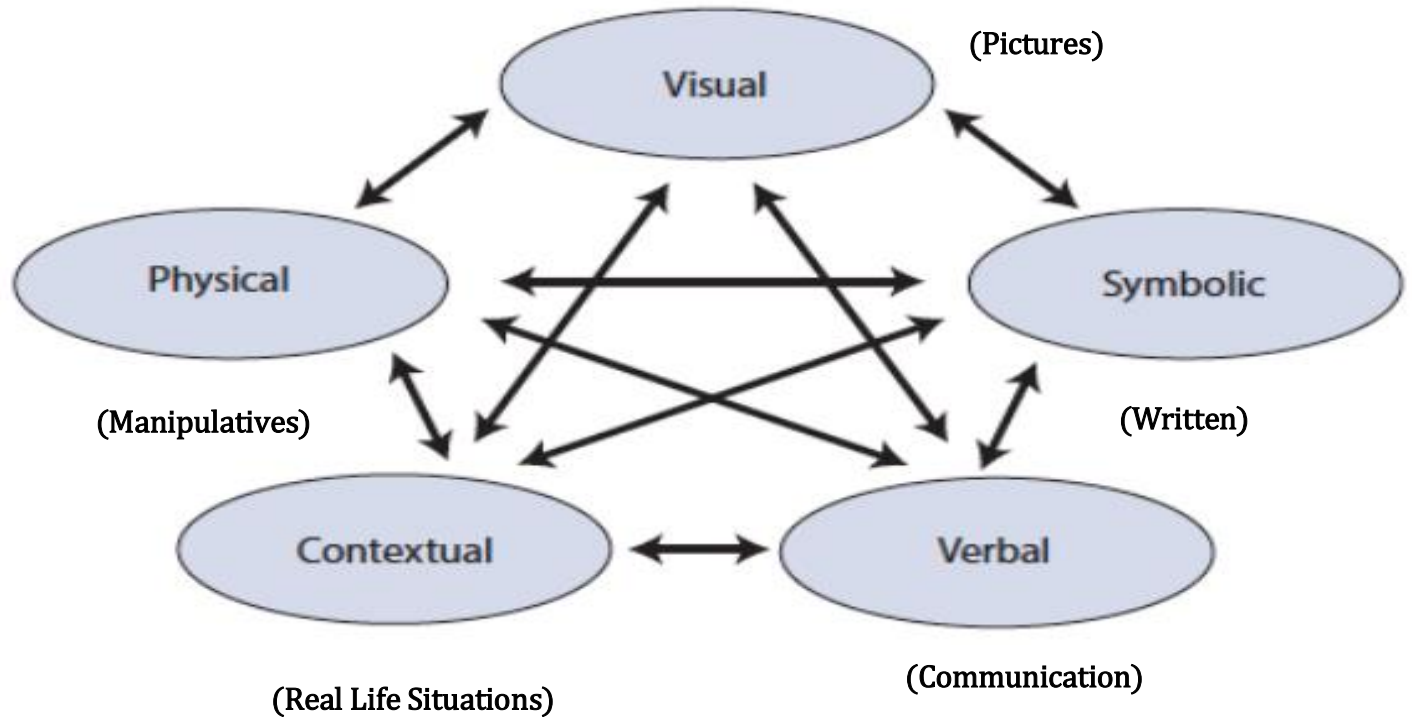 (Pictures)
Visual
Physical
Symbolic
(Manipulatives)
(Written)
Contextual
Verbal
(Communication)
(Real Life Situations)